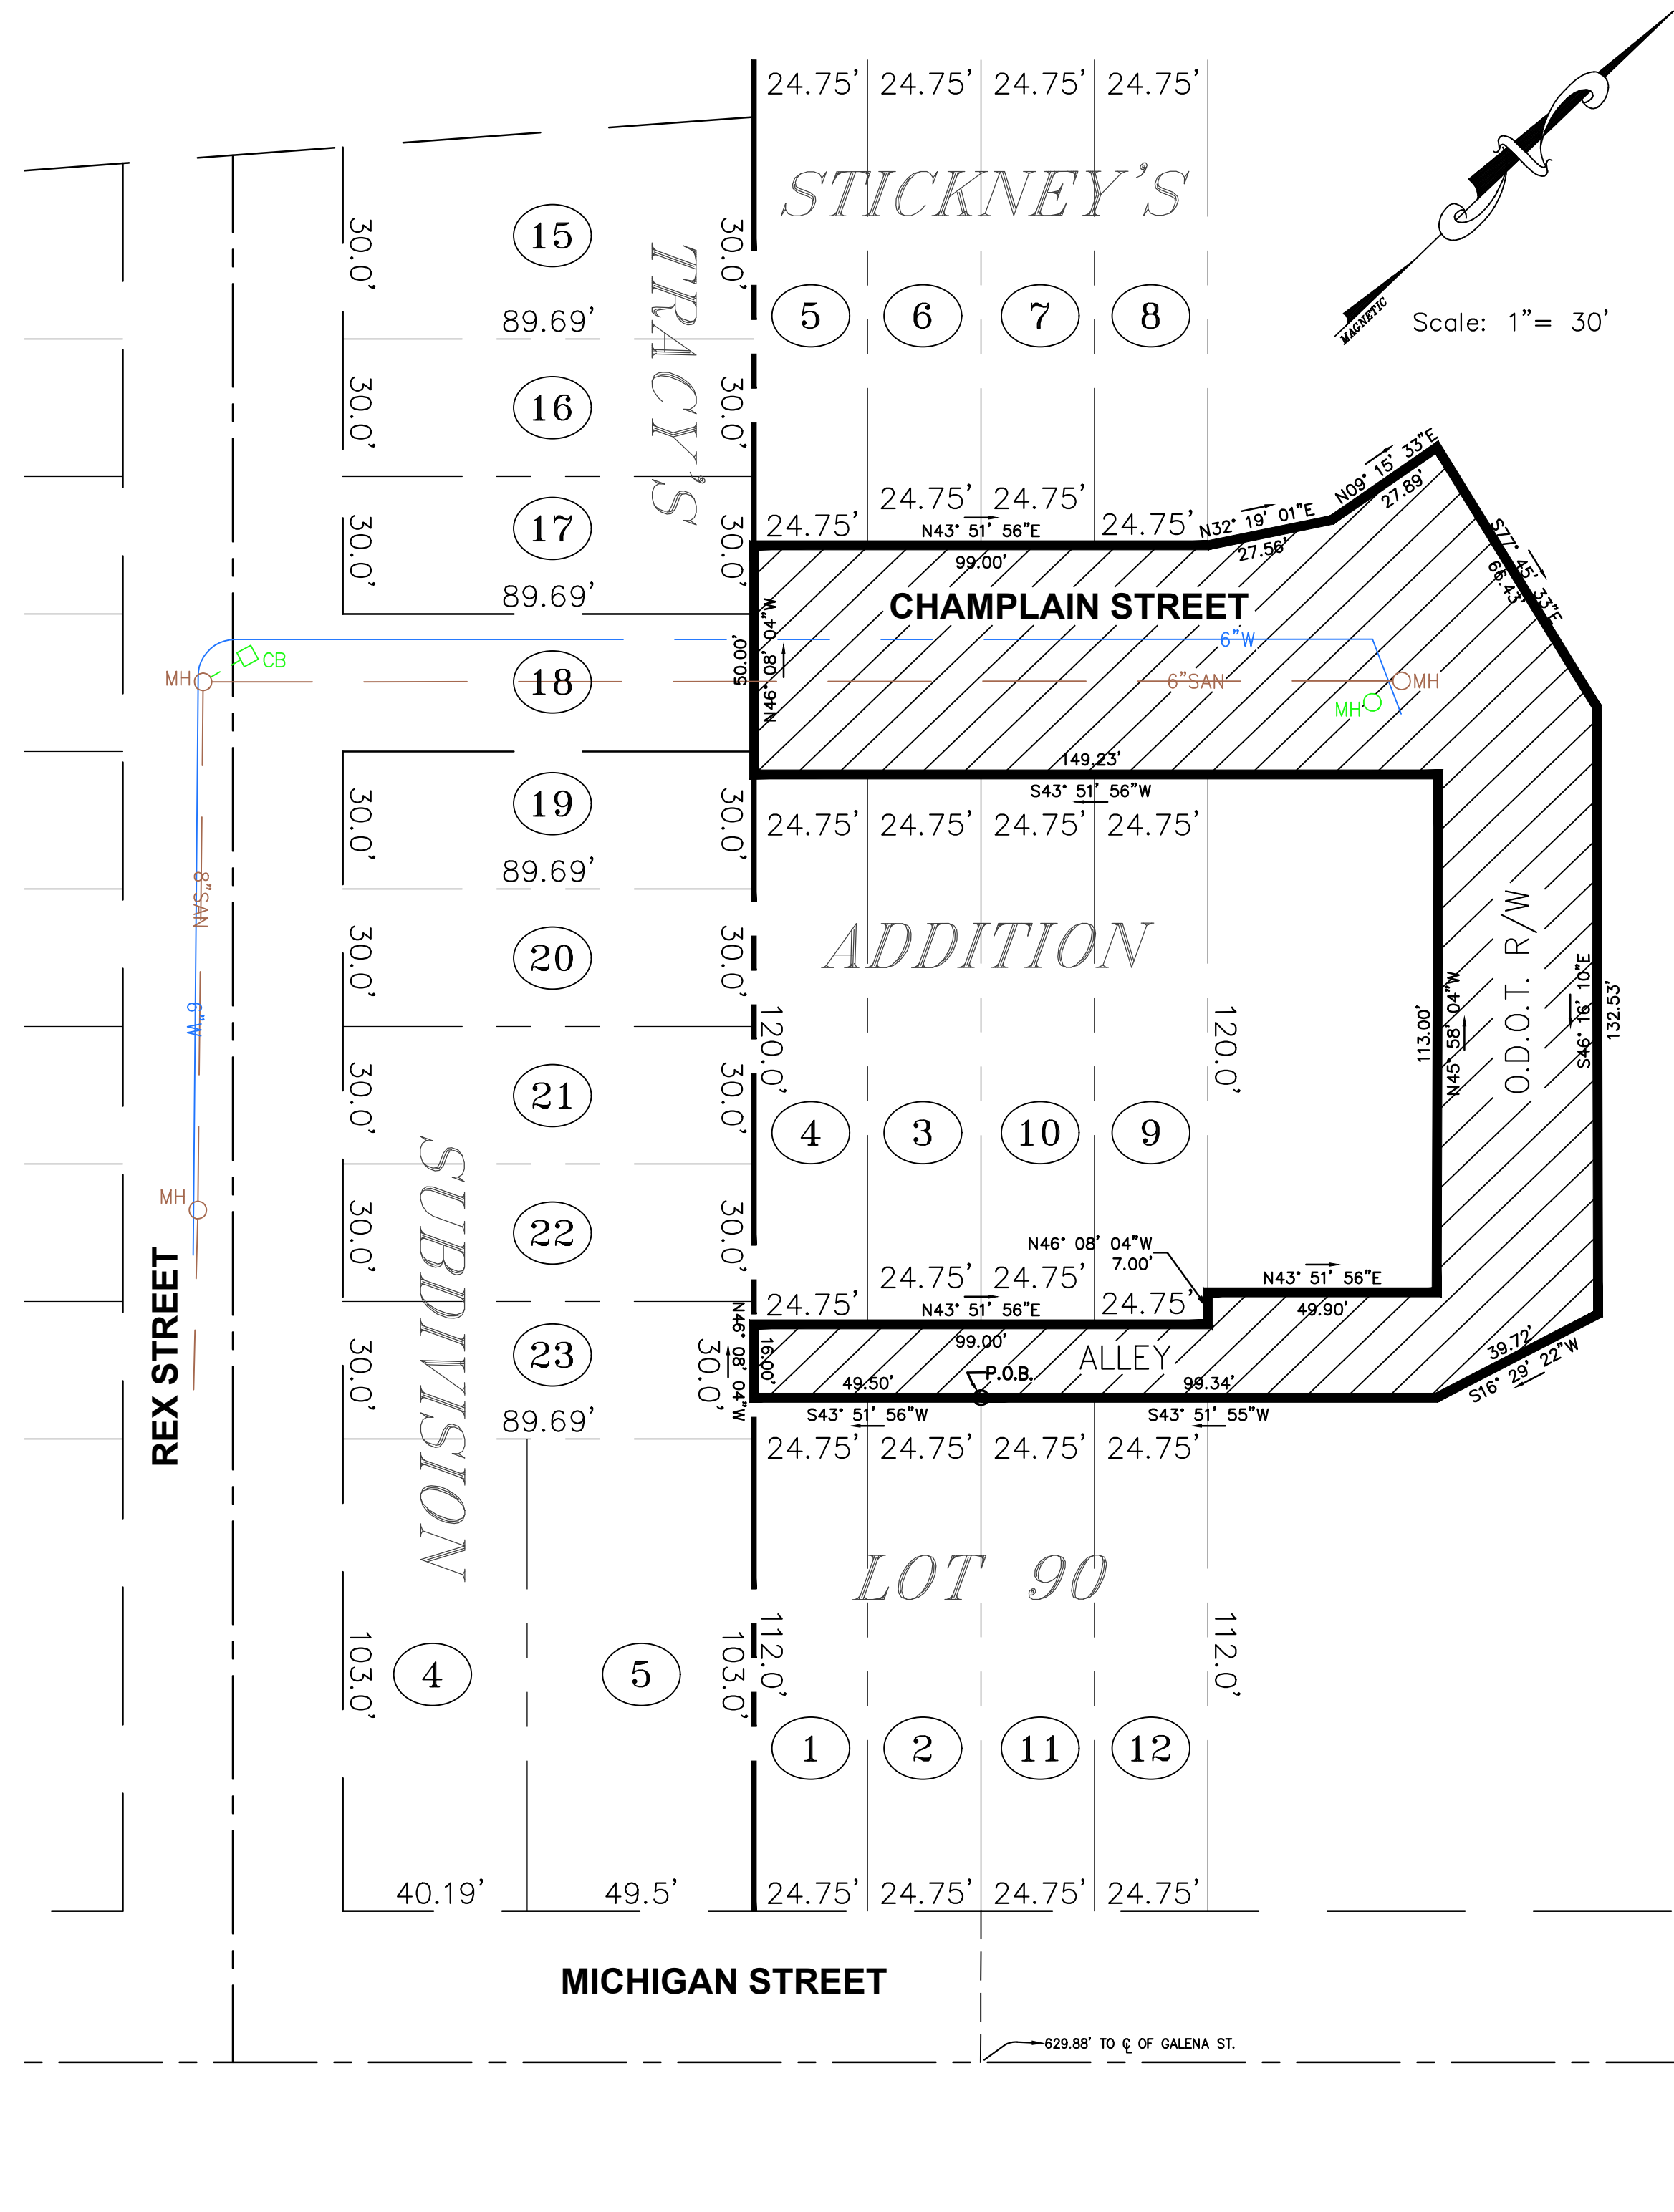 24.75' 24.75' 24.75' 24.75'
STICKNEY'S
MAGNETIC
Scale: 1"= 30'
5 6 7 8
15
30.0' 30.0'
89.69'
TRACY'S
16
30.0' 30.0'
17
30.0' 30.0'
89.69'
24.75' 24.75' 24.75' 24.75'
N43° 51' 56"E
99.00'
N32° 19' 01"E
27.56'
N09° 15' 33"E
27.89'
S77° 45' 33"E
66.43'
CHAMPLAIN STREET
50.00'
N46° 08' 04"W
6"W
CB
MH
18
6"SAN
MH
MH
149.23'
S43° 51' 56"W
24.75' 24.75' 24.75' 24.75'
19
30.0' 30.0'
89.69'
8"SAN
ADDITION
20
30.0' 30.0'
6"W
120.0' 120.0'
113.00'
N45° 58' 04"W
O.D.O.T. R/W
S46° 16' 10"E
132.53'
21
30.0' 30.0'
4 3 10 9
MH
22
30.0' 30.0'
SUBDIVISION
N46° 08' 04"W
7.00'
24.75' 24.75' 24.75' 24.75'
N43° 51' 56"E
99.00'
N43° 51' 56"E
49.90'
REX STREET
23
30.0' 30.0'
89.69'
N46° 08' 04"W
16.00'
ALLEY
P.O.B.
49.50'
99.34'
39.72'
S16° 29' 22"W
S43° 51' 56"W
S43° 51' 55"W
24.75' 24.75' 24.75' 24.75'
LOT 90
103.0' 103.0'
112.0' 112.0'
4 5
1 2 11 12
40.19' 49.5' 24.75' 24.75' 24.75' 24.75'
MICHIGAN STREET
629.88' TO ℄ OF GALENA ST.